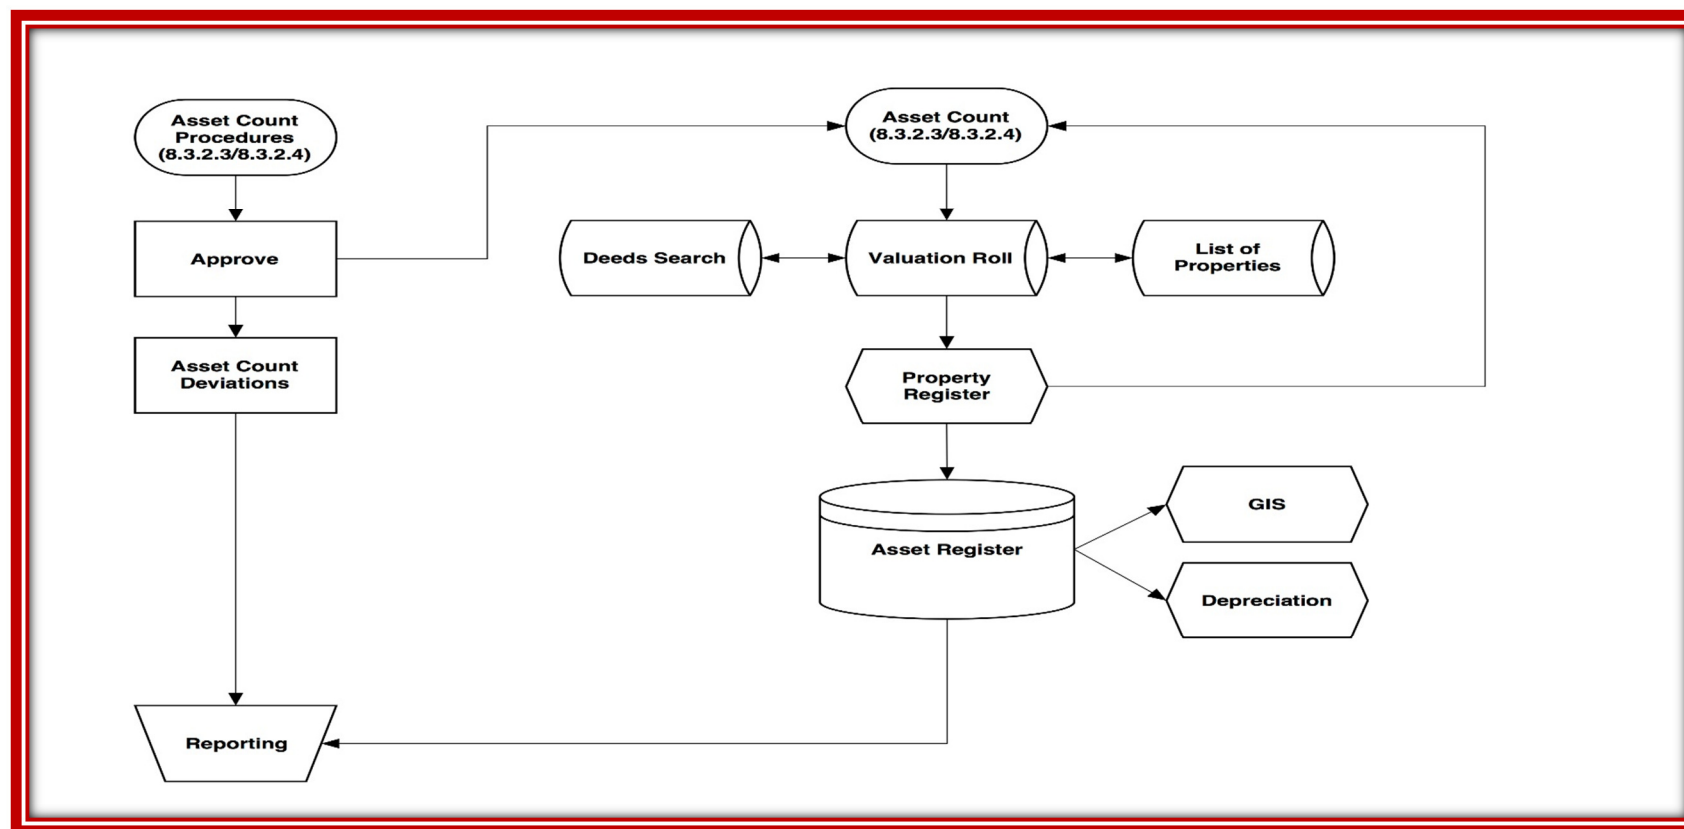 Asset Count
Procedures
(8.3.2.3/8.3.2.4)
Asset Count
(8.3.2.3/8.3.2.4)
Approve
Deeds Search
Valuation Roll
List of
Properties
Asset Count
Deviations
Property
Register
GIS
Asset Register
Depreciation
Reporting